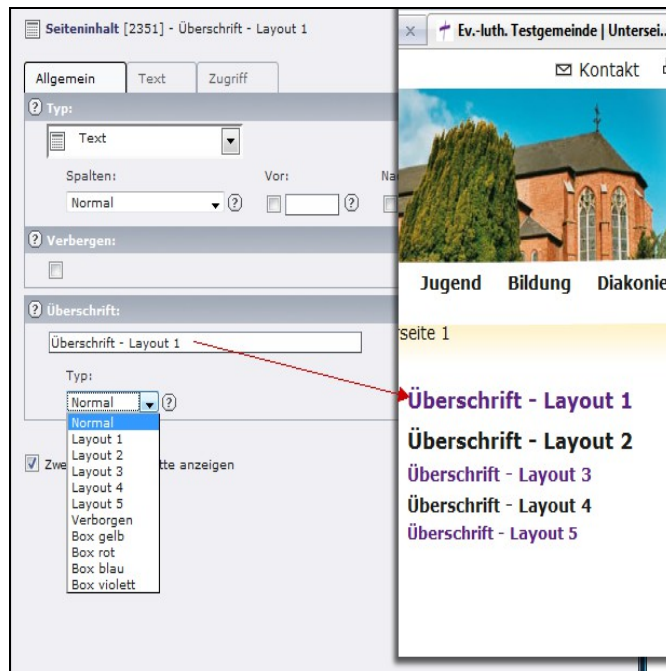 Seiteninhalt [2351] - Überschrift - Layout 1
Allgemein
Text
Zugriff
Typ:
Text
Spalten:
Vor:
Normal
Verbergen:
Überschrift:
Überschrift - Layout 1
Typ:
Normal
Normal
Layout 1
Layout 2
Layout 3
Layout 4
Layout 5
Verborgen
Box gelb
Box rot
Box blau
Box violett
anzeigen
Ev.-luth. Testgemeinde | Untersei..
Kontakt
Jugend Bildung Diakonie
rseite 1
Überschrift - Layout 1
Überschrift - Layout 2
Überschrift - Layout 3
Überschrift - Layout 4
Überschrift - Layout 5